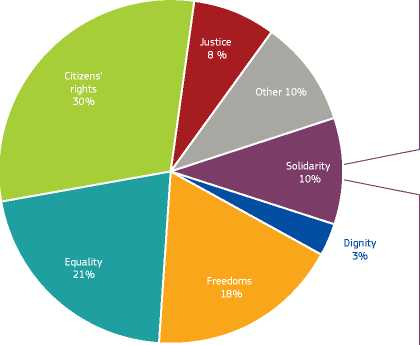 Justice
8 %
Citizens'
rights
30%
Other 10%
Solidarity
10%
Dignity
3%
Equality
21%
Freedoms
18%